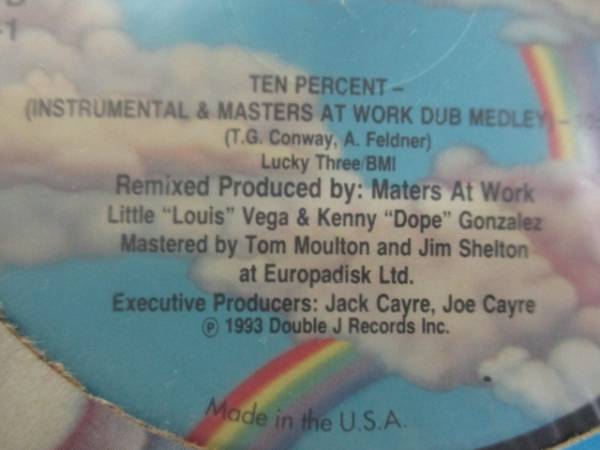 -1
TEN PERCENT –
(INSTRUMENTAL & MASTERS AT WORK DUB MEDLEY) –
(T.G. Conway, A. Feldner)
Lucky Three/BMI
Remixed Produced by: Maters At Work
Little “Louis” Vega & Kenny “Dope” Gonzalez
Mastered by Tom Moulton and Jim Shelton
at Europadisk Ltd.
Executive Producers: Jack Cayre, Joe Cayre
℗ 1993 Double J Records Inc.
Made in the U.S.A.